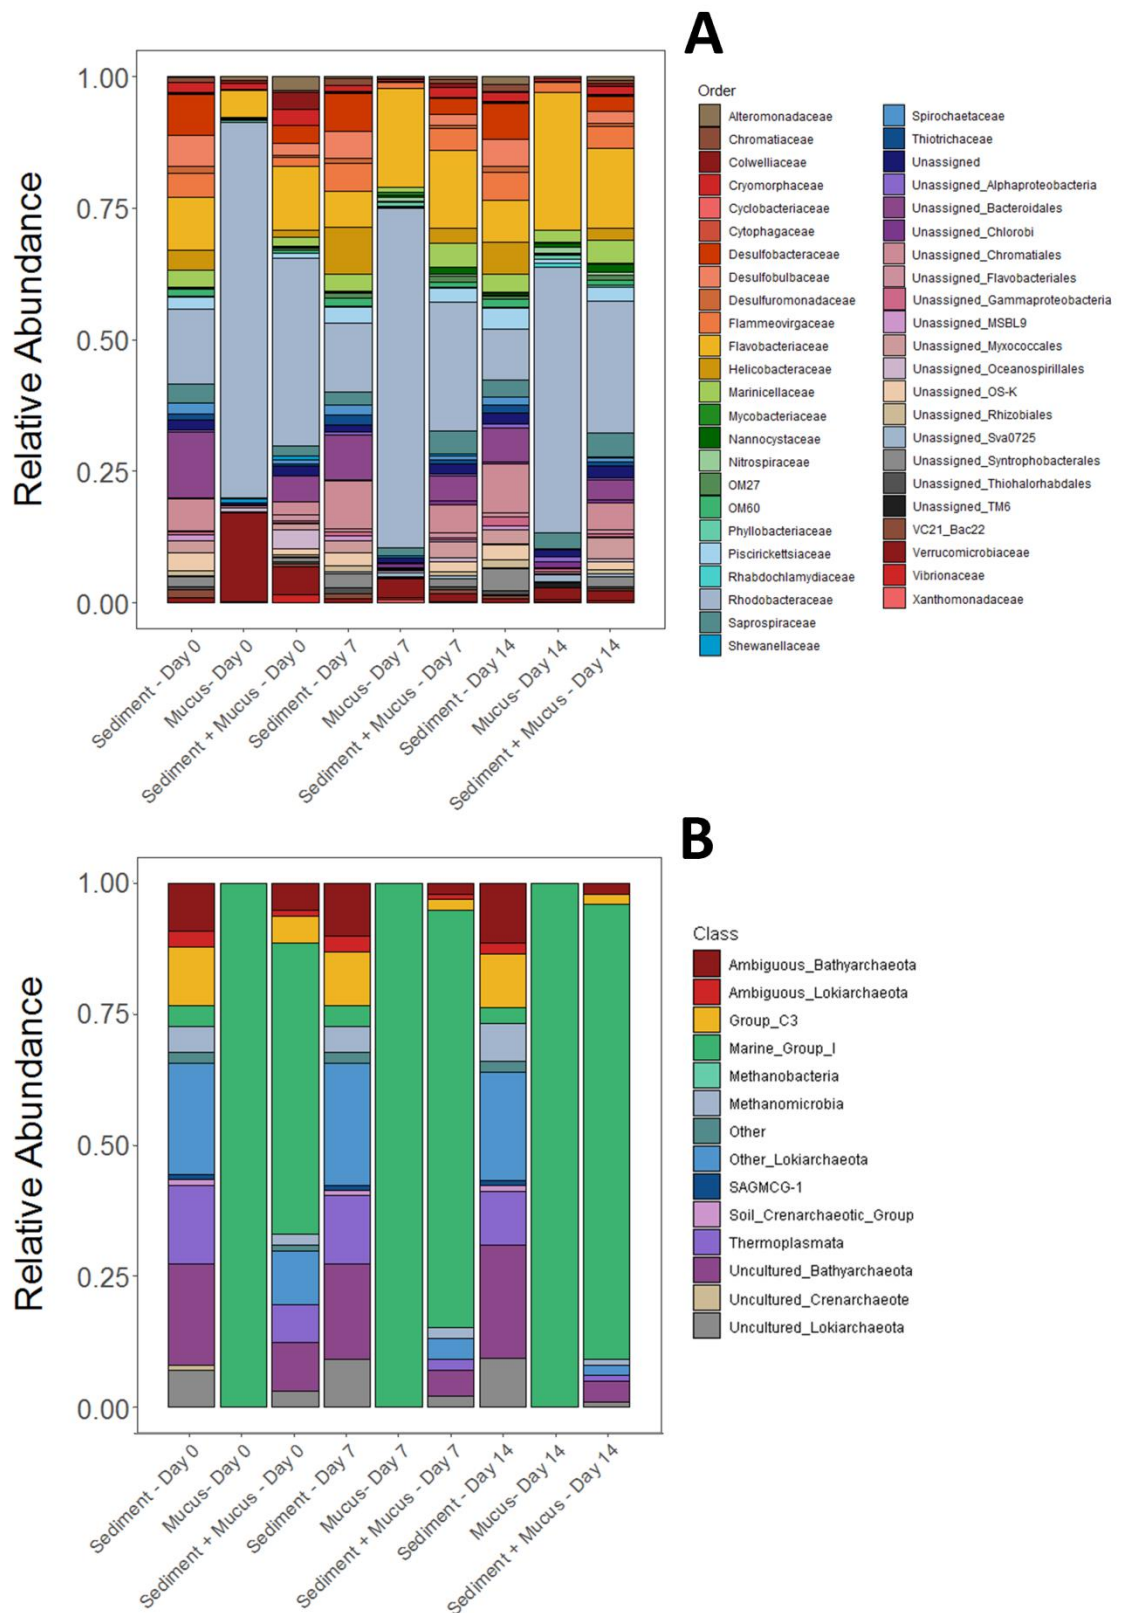 A
Relative Abundance
1.00
0.75
0.50
0.25
0.00
Sediment - Day 0
Mucus- Day 0
Sediment + Mucus - Day 0
Sediment - Day 7
Mucus- Day 7
Sediment + Mucus - Day 7
Sediment - Day 14
Mucus- Day 14
Sediment + Mucus - Day 14
Order
Alteromonadaceae
Chromatiaceae
Colwelliaceae
Cryomorphaceae
Cyclobacteriaceae
Cytophagaceae
Desulfobacteraceae
Desulfobulbaceae
Desulfuromonadaceae
Flammeovirgaceae
Flavobacteriaceae
Helicobacteraceae
Marinicellaceae
Mycobacteriaceae
Nannocystaceae
Nitrospiraceae
OM27
OM60
Phyllobacteriaceae
Piscirickettsiaceae
Rhabdochlamydiaceae
Rhodobacteraceae
Saprospiraceae
Shewanellaceae
Spirochaetaceae
Thiotrichaceae
Unassigned
Unassigned_Alphaproteobacteria
Unassigned_Bacteroidales
Unassigned_Chlorobi
Unassigned_Chromatiales
Unassigned_Flavobacteriales
Unassigned_Gammaproteobacteria
Unassigned_MSBL9
Unassigned_Myxococcales
Unassigned_Oceanospirillales
Unassigned_OS-K
Unassigned_Rhizobiales
Unassigned_Sva0725
Unassigned_Syntrophobacterales
Unassigned_Thiohalorhabdales
Unassigned_TM6
VC21_Bac22
Verrucomicrobiaceae
Vibrionaceae
Xanthomonadaceae
B
Relative Abundance
1.00
0.75
0.50
0.25
0.00
Sediment - Day 0
Mucus- Day 0
Sediment + Mucus - Day 0
Sediment - Day 7
Mucus- Day 7
Sediment + Mucus - Day 7
Sediment - Day 14
Mucus- Day 14
Sediment + Mucus - Day 14
Class
Ambiguous_Bathyarchaeota
Ambiguous_Lokiarchaeota
Group_C3
Marine_Group_I
Methanobacteria
Methanomicrobia
Other
Other_Lokiarchaeota
SAGMCG-1
Soil_Crenarchaeotic_Group
Thermoplasmata
Uncultured_Bathyarchaeota
Uncultured_Crenarchaeote
Uncultured_Lokiarchaeota